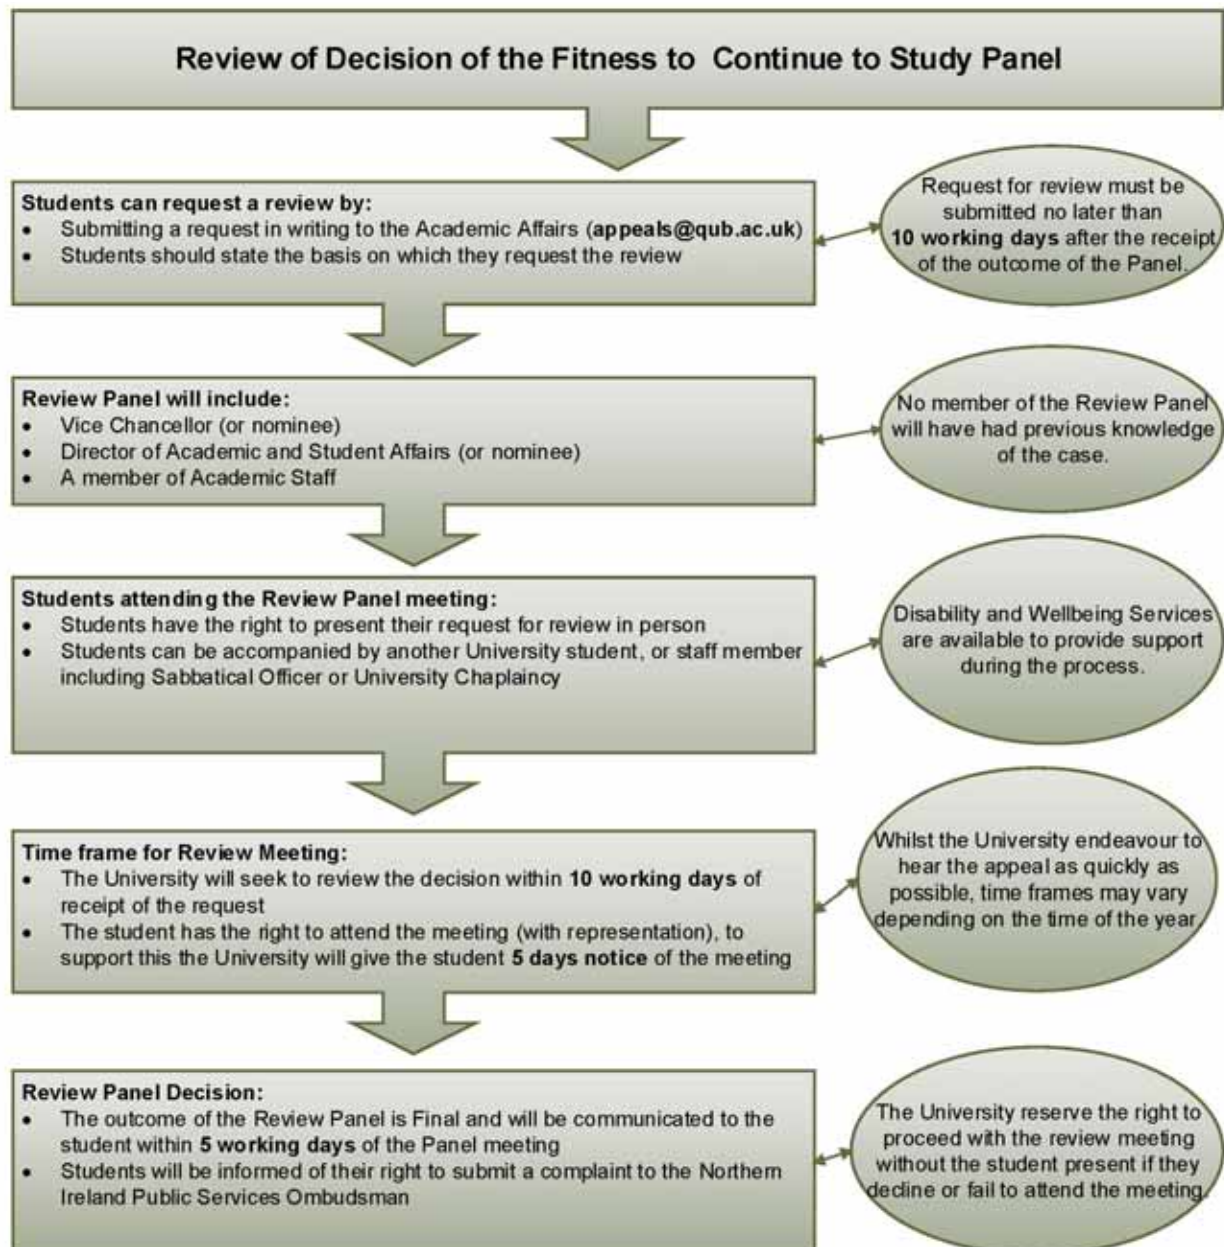 Review of Decision of the Fitness to Continue to Study Panel
Students can request a review by:
• Submitting a request in writing to the Academic Affairs (appeals@qub.ac.uk)
• Students should state the basis on which they request the review
Request for review must be
submitted no later than
10 working days after the receipt
of the outcome of the Panel.
Review Panel will include:
• Vice Chancellor (or nominee)
• Director of Academic and Student Affairs (or nominee)
• A member of Academic Staff
No member of the Review Panel
will have had previous knowledge
of the case.
Students attending the Review Panel meeting:
• Students have the right to present their request for review in person
• Students can be accompanied by another University student, or staff member
including Sabbatical Officer or University Chaplaincy
Disability and Wellbeing Services
are available to provide support
during the process.
Time frame for Review Meeting:
• The University will seek to review the decision within 10 working days of
receipt of the request
• The student has the right to attend the meeting (with representation), to
support this the University will give the student 5 days notice of the meeting
Whilst the University endeavour to
hear the appeal as quickly as
possible, time frames may vary
depending on the time of the year.
Review Panel Decision:
• The outcome of the Review Panel is Final and will be communicated to the
student within 5 working days of the Panel meeting
• Students will be informed of their right to submit a complaint to the Northern
Ireland Public Services Ombudsman
The University reserve the right to
proceed with the review meeting
without the student present if they
decline or fail to attend the meeting.